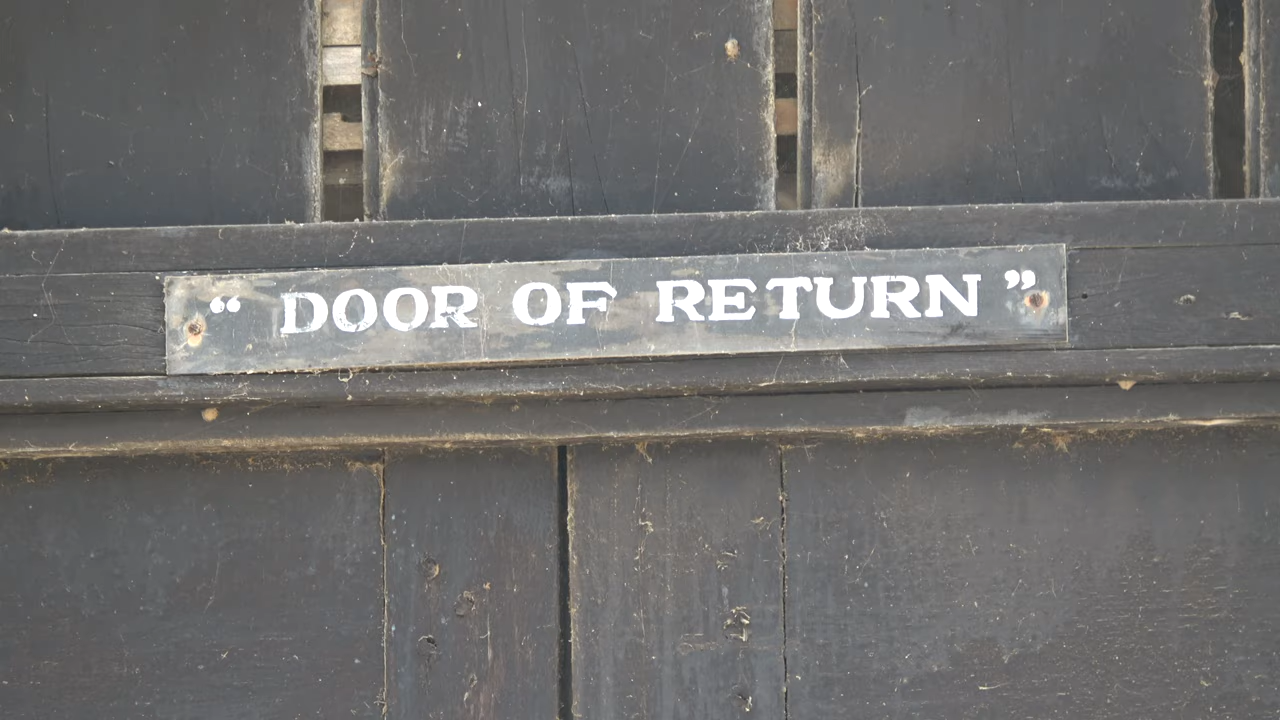 “ DOOR OF RETURN ”